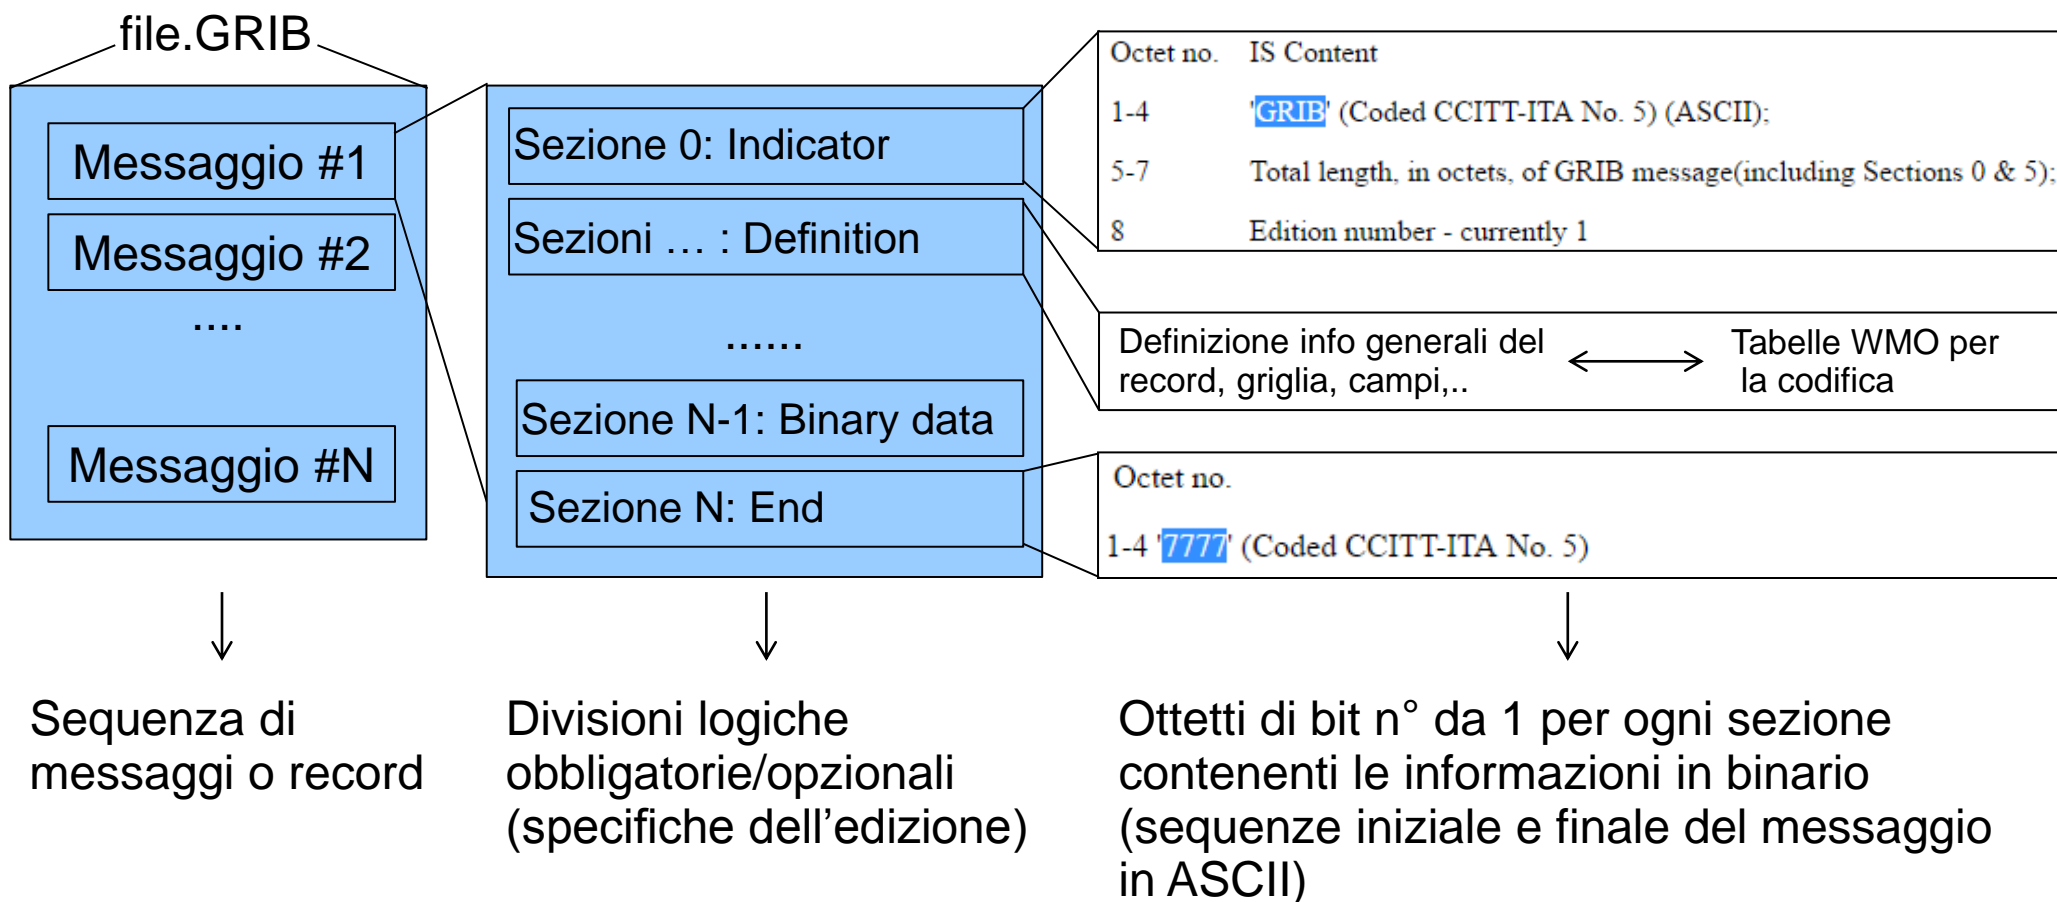 file.GRIB
Messaggio #1
Messaggio #2
....
Messaggio #N
Sezione 0: Indicator
Sezioni ... : Definition
......
Sezione N-1: Binary data
Sezione N: End
Octet no. IS Content
1-4 'GRIB' (Coded CCITT-ITA No. 5) (ASCII);
5-7 Total length, in octets, of GRIB message(including Sections 0 & 5);
8 Edition number - currently 1
Definizione info generali del
record, griglia, campi,..
Tabelle WMO per
la codifica
Octet no.
1-4 '7777' (Coded CCITT-ITA No. 5)
Sequenza di
messaggi o record
Divisioni logiche
obbligatorie/opzionali
(specifiche dell’edizione)
Ottetti di bit n° da 1 per ogni sezione
contenenti le informazioni in binario
(sequenze iniziale e finale del messaggio
in ASCII)